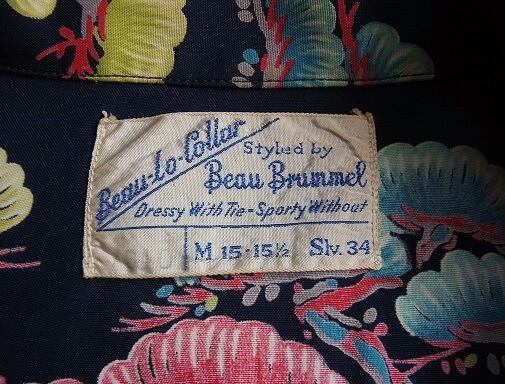 Beau-Lo-Collar
Styled by
Beau Brummel
Dressy With Tie-Sporty Without
M 15-15½ Slv. 34